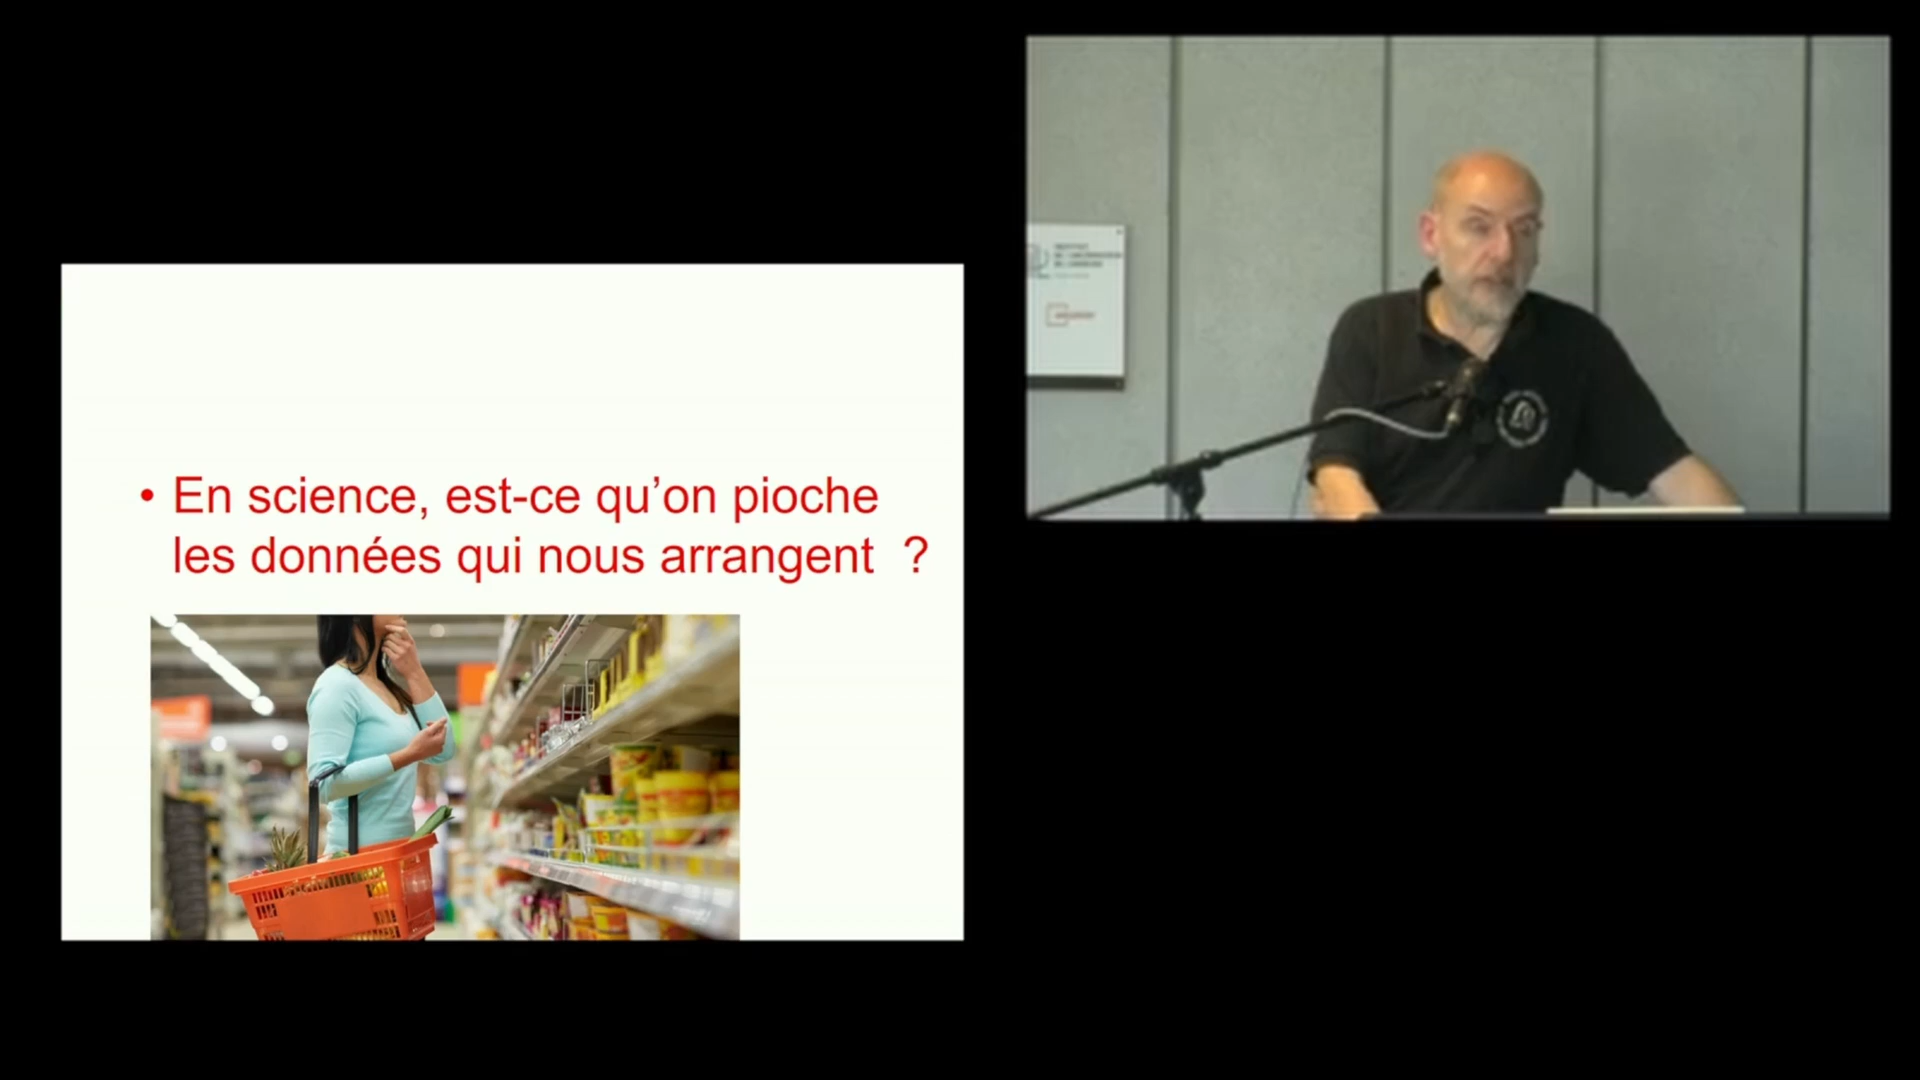 • En science, est-ce qu’on pioche
les données qui nous arrangent ?